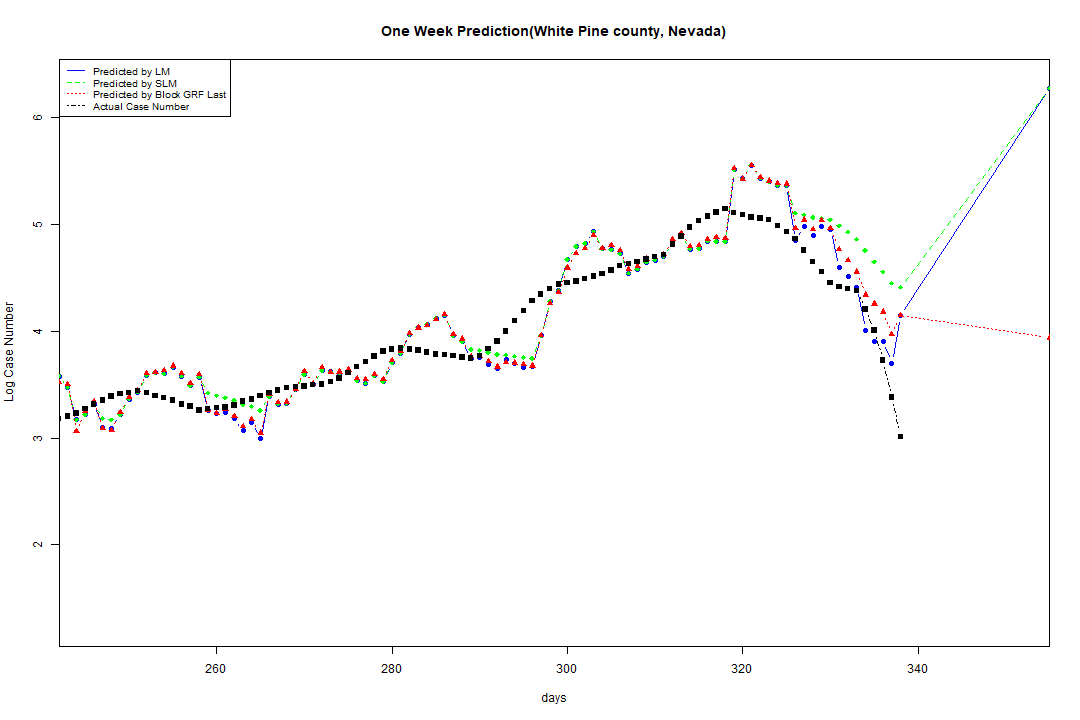 One Week Prediction(White Pine county, Nevada)
Predicted by LM
Predicted by SLM
Predicted by Block GRF Last
Actual Case Number
Log Case Number
6
5
4
3
2
260 280 300 320 340
days